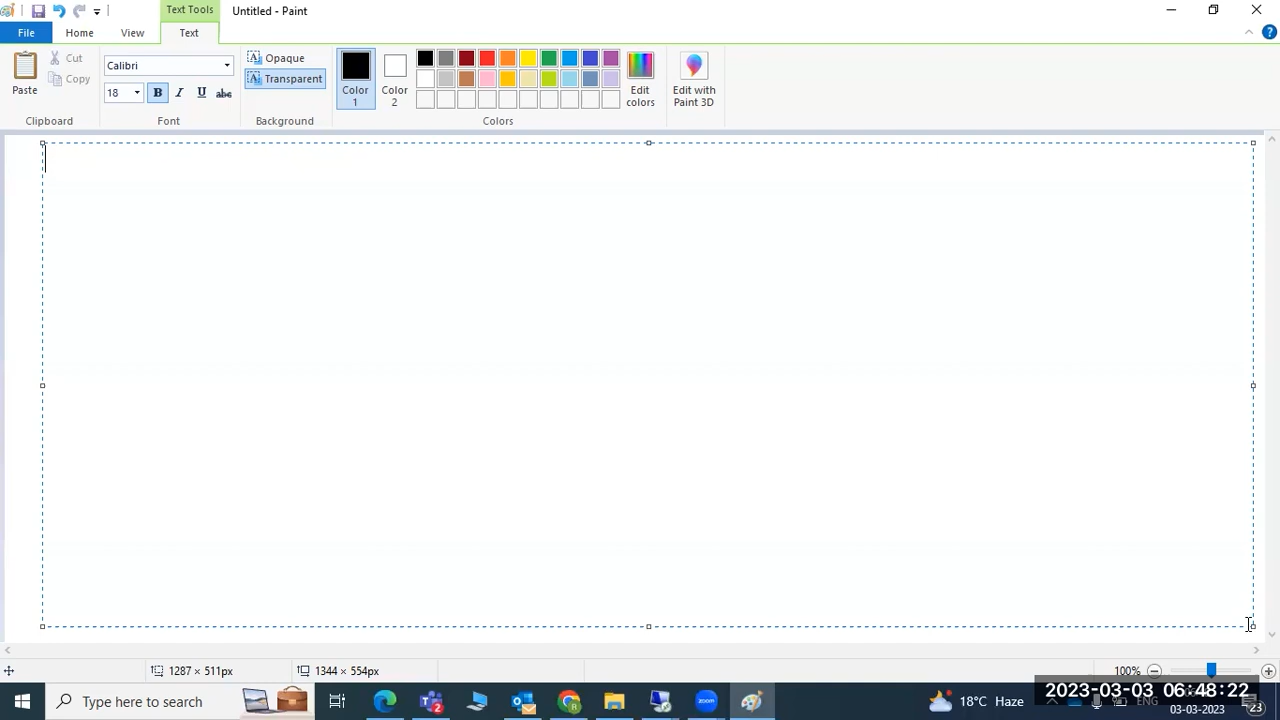 Text Tools
Untitled - Paint
File
Home
View
Text
Paste
Cut
Copy
Clipboard
Calibri
18
B
I
U
abc
Font
Opaque
Transparent
Background
Color 1
Color 2
Edit colors
Colors
Edit with Paint 3D
1287 × 511px
1344 × 554px
100%
Type here to search
18°C Haze
ENG
2023-03-03 06:48:22
03-03-2023
23